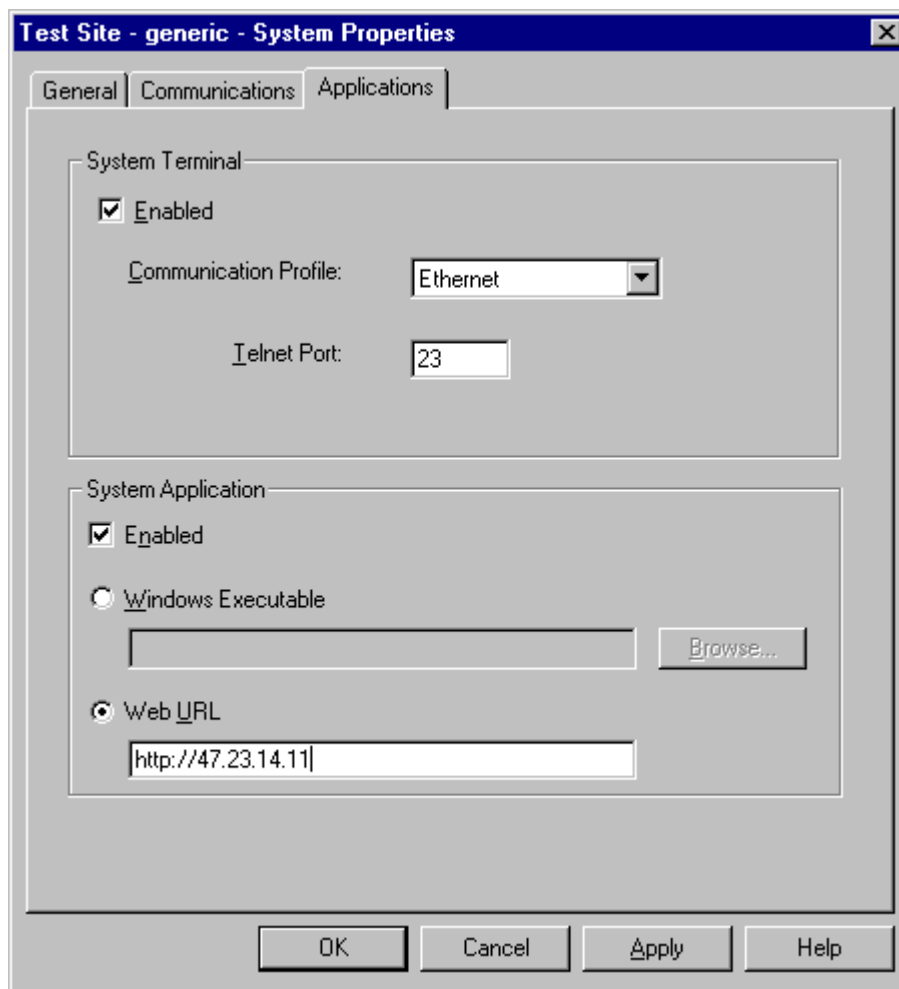 Test Site - generic - System Properties
General Communications Applications
System Terminal
Enabled
Communication Profile: Ethernet
Telnet Port: 23
System Application
Enabled
Windows Executable
Browse...
Web URL
http://47.23.14.11
OK Cancel Apply Help